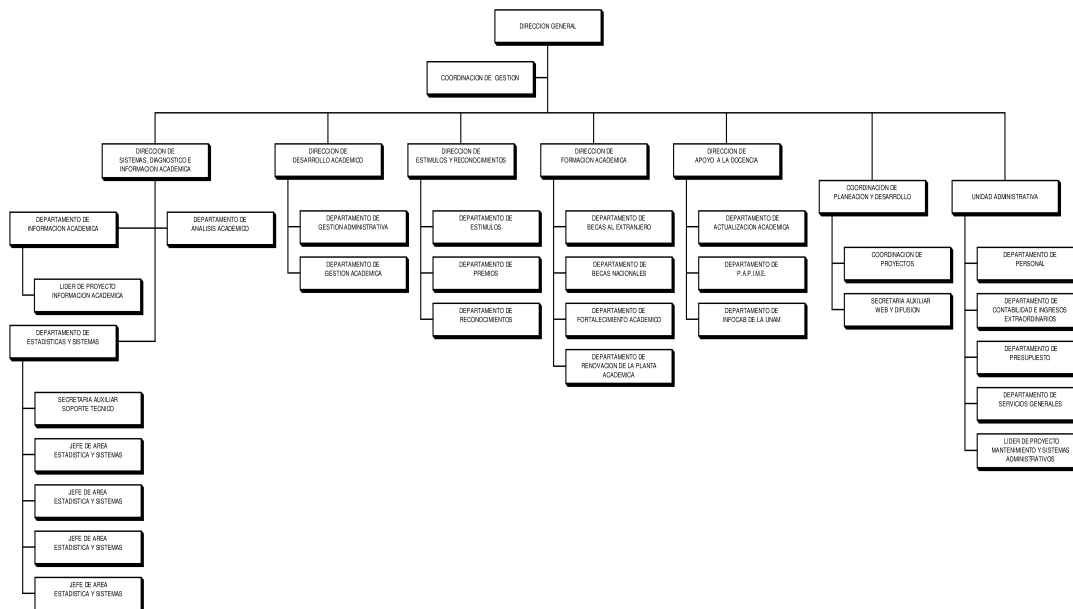 DIRECCION GENERAL
COORDINACION DE GESTION
DIRECCION DE
SISTEMAS, DIAGNOSTICO E
INFORMACION ACADEMICA
DEPARTAMENTO DE
INFORMACION ACADEMICA
DEPARTAMENTO DE
ANALISIS ACADEMICO
LIDER DE PROYECTO
INFORMACION ACADEMICA
DEPARTAMENTO DE
ESTADISTICAS Y SISTEMAS
SECRETARIA AUXILIAR
SOPORTE TECNICO
JEFE DE AREA
ESTADISTICA Y SISTEMAS
JEFE DE AREA
ESTADISTICA Y SISTEMAS
JEFE DE AREA
ESTADISTICA Y SISTEMAS
JEFE DE AREA
ESTADISTICA Y SISTEMAS
DIRECCION DE
DESARROLLO ACADEMICO
DEPARTAMENTO DE
GESTION ADMINISTRATIVA
DEPARTAMENTO DE
GESTION ACADEMICA
DIRECCION DE
ESTIMULOS Y RECONOCIMIENTOS
DEPARTAMENTO DE
ESTIMULOS
DEPARTAMENTO DE
PREMIOS
DEPARTAMENTO DE
RECONOCIMIENTOS
DIRECCION DE
FORMACION ACADEMICA
DEPARTAMENTO DE
BECAS AL EXTRANJERO
DEPARTAMENTO DE
BECAS NACIONALES
DEPARTAMENTO DE
FORTALECIMIENTO ACADEMICO
DEPARTAMENTO DE
RENOVACION DE LA PLANTA
ACADEMICA
DIRECCION DE
APOYO A LA DOCENCIA
DEPARTAMENTO DE
ACTUALIZACION ACADEMICA
DEPARTAMENTO DE
P.A.P.I.M.E.
DEPARTAMENTO DE
INFOCAB DE LA UNAM
COORDINACION DE
PLANEACION Y DESARROLLO
COORDINACION DE
PROYECTOS
SECRETARIA AUXILIAR
WEB Y DIFUSION
UNIDAD ADMINISTRATIVA
DEPARTAMENTO DE
PERSONAL
DEPARTAMENTO DE
CONTABILIDAD E INGRESOS
EXTRAORDINARIOS
DEPARTAMENTO DE
PRESUPUESTO
DEPARTAMENTO DE
SERVICIOS GENERALES
LIDER DE PROYECTO
MANTENIMIENTO Y SISTEMAS
ADMINISTRATIVOS